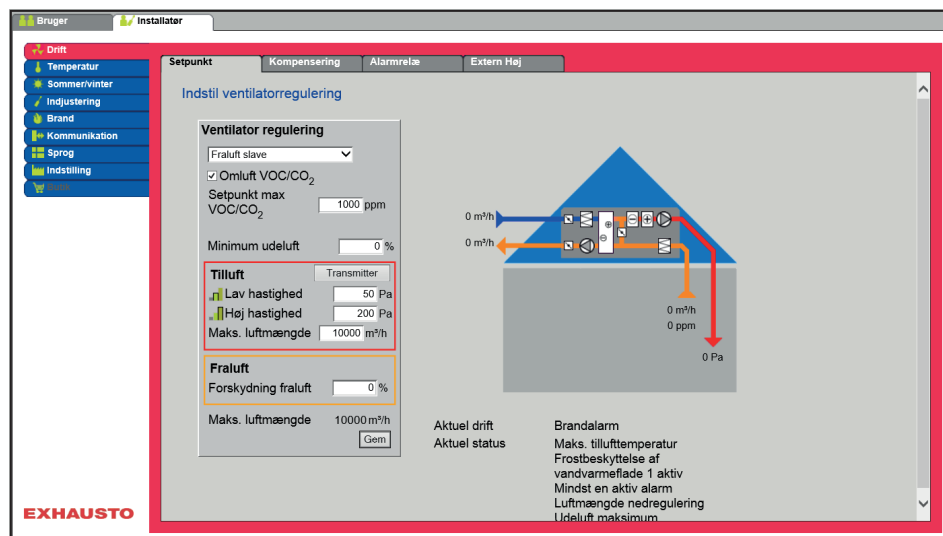 Bruger
Installatør
Drift
Temperatur
Sommer/vinter
Indjustering
Brand
Kommunikation
Sprog
Indstilling
Butik
EXHAUSTO
Setpunkt
Kompensering
Alarmrelæ
Extern Høj
Indstil ventilatorregulering
Ventilator regulering
Fraluft slave
Omluft VOC/CO2
Setpunkt max
VOC/CO2 1000 ppm
Minimum udeluft 0 %
Tilluft Transmitter
Lav hastighed 50 Pa
Høj hastighed 200 Pa
Maks. luftmængde 10000 m³/h
Fraluft
Forskydning fraluft 0 %
Maks. luftmængde 10000 m³/h
Gem
0 m³/h
0 m³/h
0 m³/h
0 ppm
0 Pa
Aktuel drift Brandalarm
Aktuel status Maks. tillufttemperatur
Frostbeskyttelse af
vandvarmeflade 1 aktiv
Mindst en aktiv alarm
Luftmængde nedregulering
Udeluft maksimum